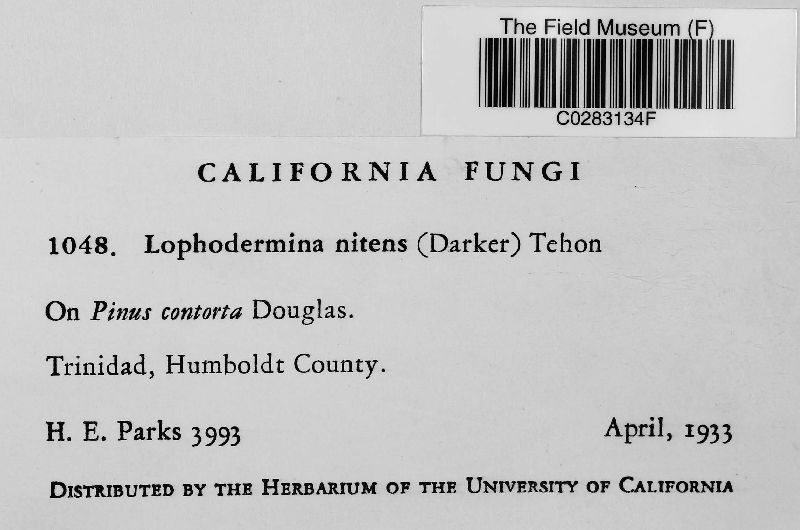 The Field Museum (F)
C0283134F
CALIFORNIA FUNGI
1048. Lophodermina nitens (Darker) Tehon
On Pinus contorta Douglas.
Trinidad, Humboldt County.
H. E. Parks 3993 April, 1933
DISTRIBUTED BY THE HERBARIUM OF THE UNIVERSITY OF CALIFORNIA